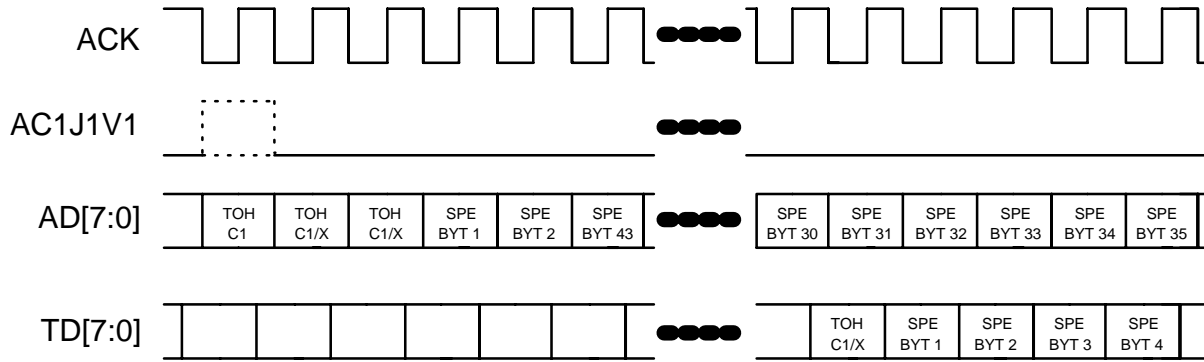 ACK
AC1J1V1
AD[7:0]
TOH
C1
TOH
C1/X
TOH
C1/X
SPE
BYT 1
SPE
BYT 2
SPE
BYT 43
SPE
BYT 30
SPE
BYT 31
SPE
BYT 32
SPE
BYT 33
SPE
BYT 34
SPE
BYT 35
TD[7:0]
TOH
C1/X
SPE
BYT 1
SPE
BYT 2
SPE
BYT 3
SPE
BYT 4